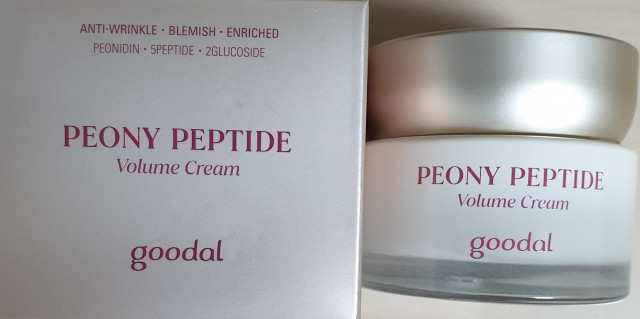 ANTI-WRINKLE • BLEMISH • ENRICHED
PEONIDIN • 5PEPTIDE • 2GLUCOSIDE
PEONY PEPTIDE
Volume Cream
goodal
PEONY PEPTIDE
Volume Cream
goodal